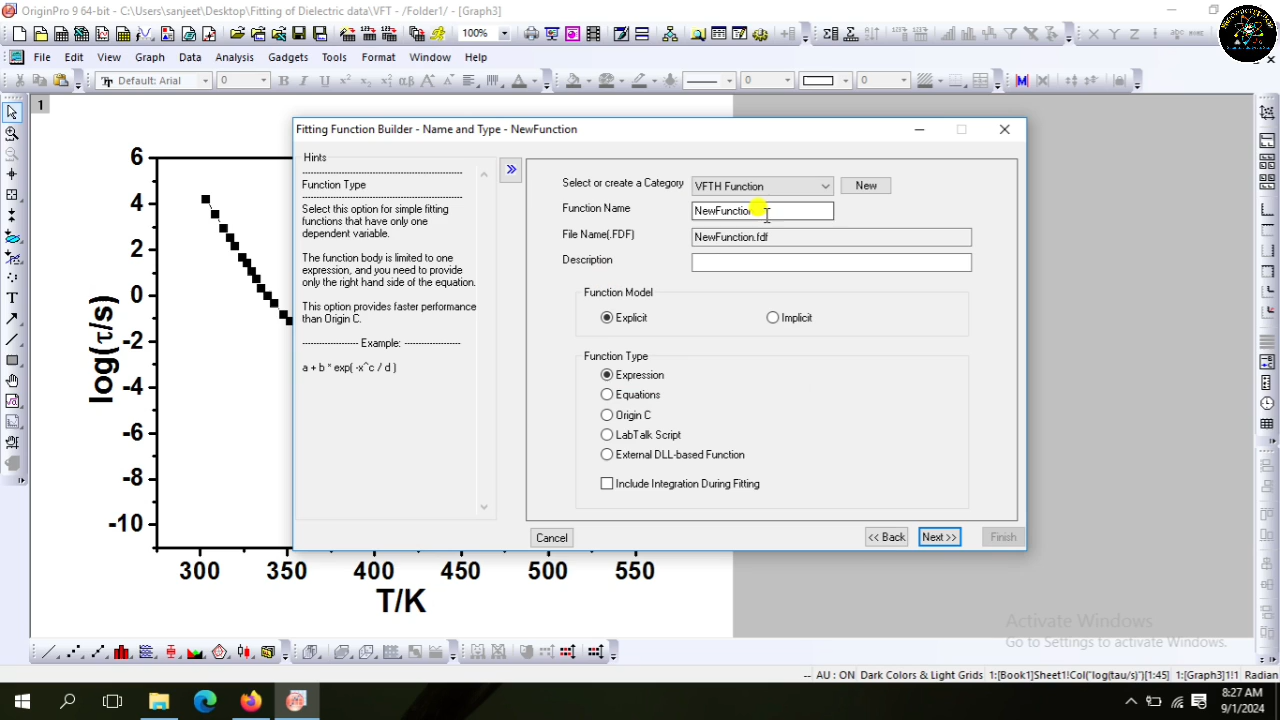 OriginPro 9 64-bit - C:\Users\sanjeet\Desktop\Fitting of Dielectric data\VFT - /Folder1/ - [Graph3]
100%
File Edit View Graph Data Analysis Gadgets Tools Format Window Help
Default: Arial 0 B I U 0 0
1
Fitting Function Builder - Name and Type - NewFunction
Hints
Function Type
Select this option for simple fitting
functions that have only one
dependent variable.
The function body is limited to one
expression, and you need to provide
only the right hand side of the equation.
This option provides faster performance
than Origin C.
Example:
a + b * exp( -x^c / d )
Select or create a Category VFTH Function New
Function Name NewFunction
File Name(.FDF) NewFunction.fdf
Description
Function Model
Explicit Implicit
Function Type
Expression
Equations
Origin C
LabTalk Script
External DLL-based Function
Include Integration During Fitting
Cancel << Back Next >> Finish
6
4
2
0
-2
-4
-6
-8
-10
log(τ/s)
300 350 400 450 500 550
T/K
Activate Windows
Go to Settings to activate Windows.
-- AU : ON Dark Colors & Light Grids 1:[Book1]Sheet1!Col("log(tau/s)")[1:45] 1:[Graph3]1!1 Radian
8:27 AM
9/1/2024